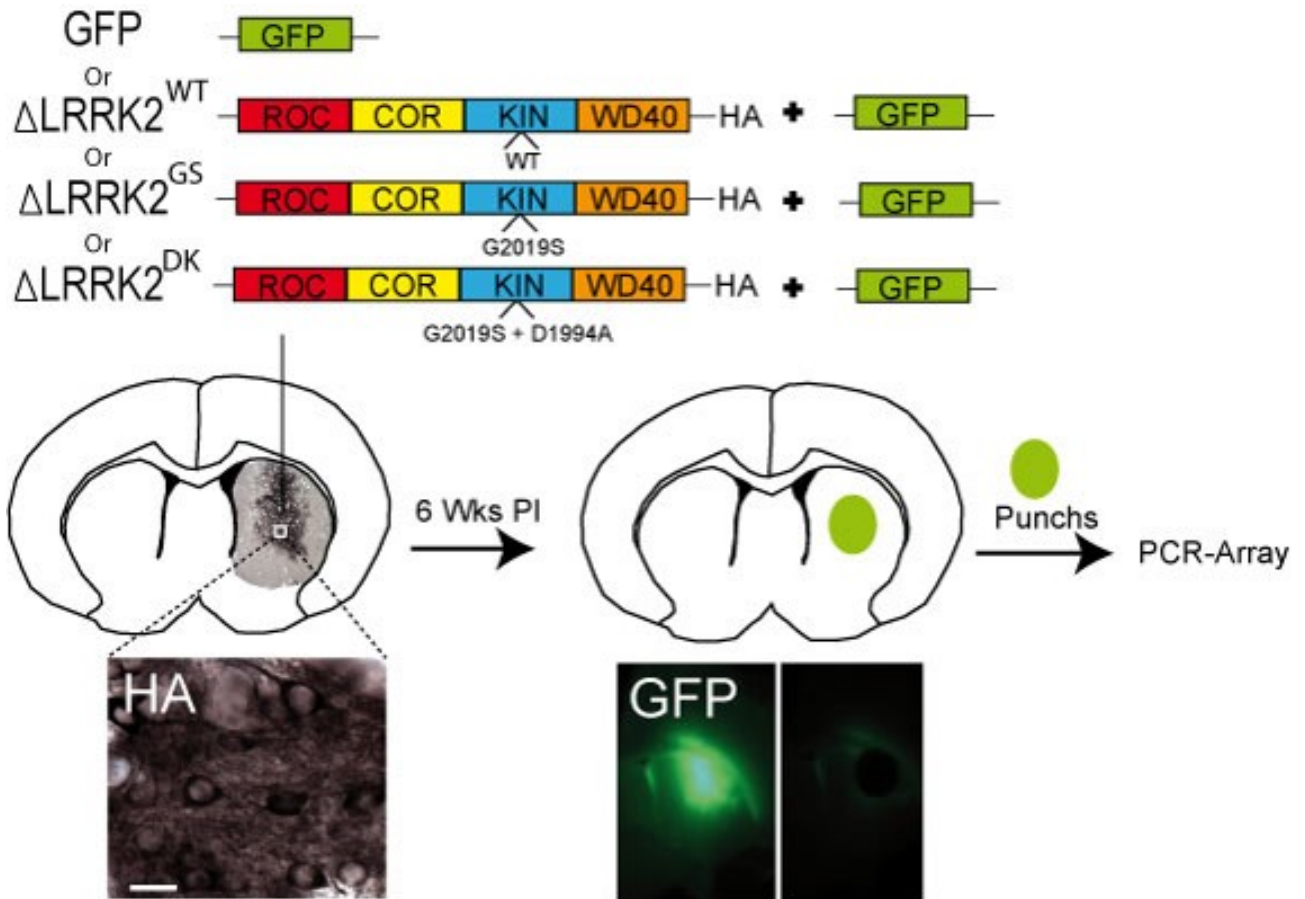 GFP GFP
Or
ΔLRRK2WT ROC COR KIN WD40 HA + GFP
WT
Or
ΔLRRK2GS ROC COR KIN WD40 HA + GFP
G2019S
Or
ΔLRRK2DK ROC COR KIN WD40 HA + GFP
G2019S + D1994A
6 Wks PI
Punchs
PCR-Array
HA
GFP